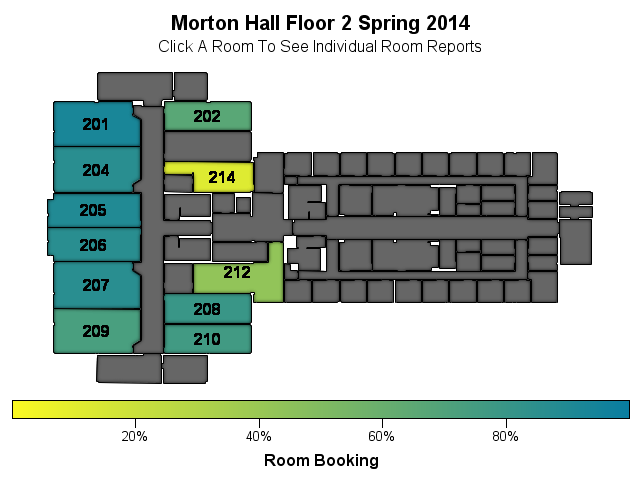 Morton Hall Floor 2 Spring 2014
Click A Room To See Individual Room Reports
201
202
204
214
205
206
212
207
208
209
210
20% 40% 60% 80%
Room Booking